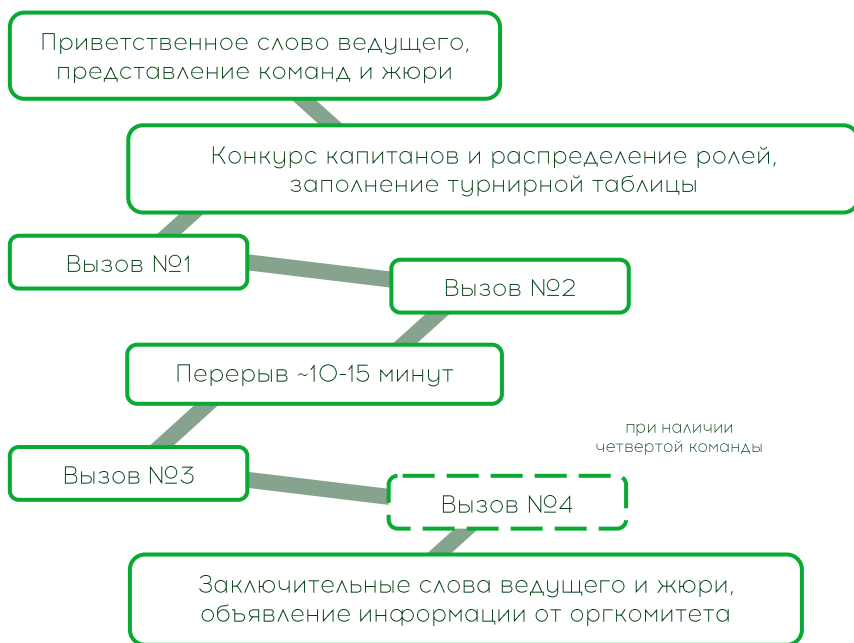 Приветственное слово ведущего,
представление команд и жюри
Конкурс капитанов и распределение ролей,
заполнение турнирной таблицы
Вызов №1
Вызов №2
Перерыв ~10-15 минут
при наличии
четвертой команды
Вызов №3
Вызов №4
Заключительные слова ведущего и жюри,
объявление информации от оргкомитета